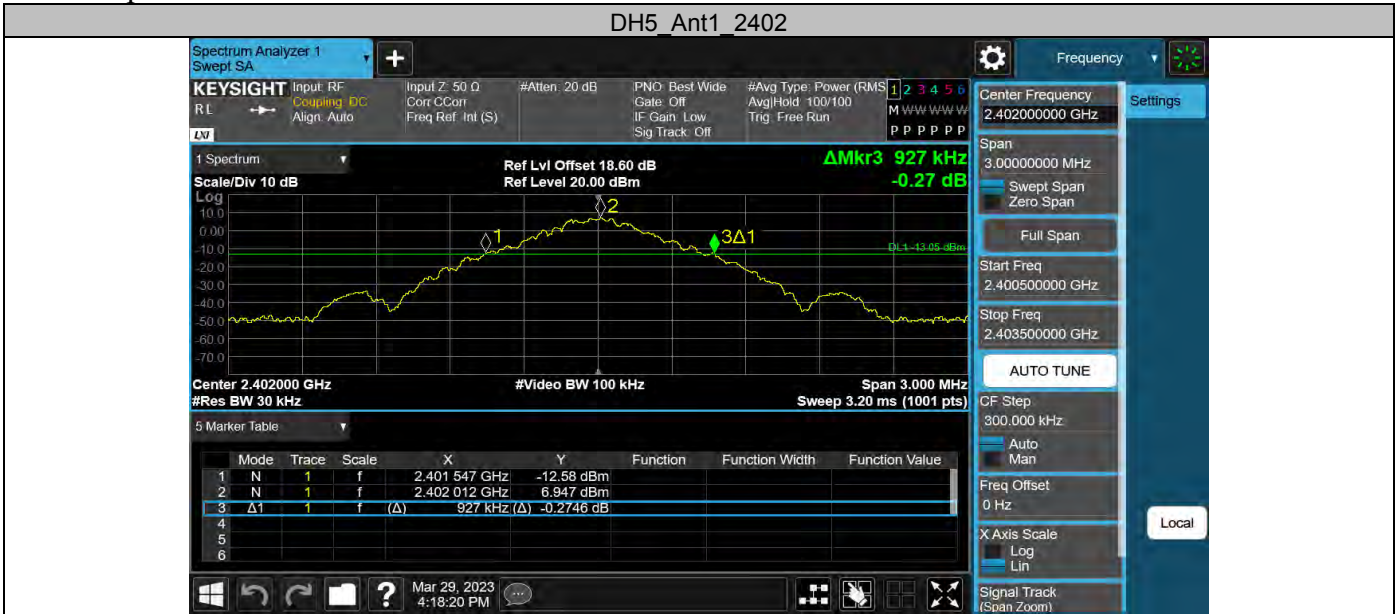 DH5_Ant1_2402
Spectrum Analyzer 1
Swept SA
+
Frequency
KEYSIGHT
RL
LXI
Input: RF
Coupling: DC
Align: Auto
Input Z: 50 Ω
Corr CCorr
Freq Ref: Int (S)
#Atten: 20 dB
PNO: Best Wide
Gate: Off
IF Gain: Low
Sig Track: Off
#Avg Type: Power (RMS
Avg|Hold: 100/100
Trig: Free Run
1 2 3 4 5 6
M W W W W W
P P P P P P
1 Spectrum
Scale/Div 10 dB
Ref Lvl Offset 18.60 dB
Ref Level 20.00 dBm
ΔMkr3 927 kHz
-0.27 dB
Log
10.0
0.00
-10.0
-20.0
-30.0
-40.0
-50.0
-60.0
-70.0
1
2
3Δ1
DL1 -13.05 dBm
Center 2.402000 GHz
#Res BW 30 kHz
#Video BW 100 kHz
Span 3.000 MHz
Sweep 3.20 ms (1001 pts)
5 Marker Table
Mode Trace Scale X Y Function Function Width Function Value
1 N 1 f 2.401 547 GHz -12.58 dBm
2 N 1 f 2.402 012 GHz 6.947 dBm
3 Δ1 1 f (Δ) 927 kHz (Δ) -0.2746 dB
4
5
6
Center Frequency
2.402000000 GHz
Settings
Span
3.00000000 MHz
Swept Span
Zero Span
Full Span
Start Freq
2.400500000 GHz
Stop Freq
2.403500000 GHz
AUTO TUNE
CF Step
300.000 kHz
Auto
Man
Freq Offset
0 Hz
X Axis Scale
Log
Lin
Signal Track
(Span Zoom)
Local
?
Mar 29, 2023
4:18:20 PM